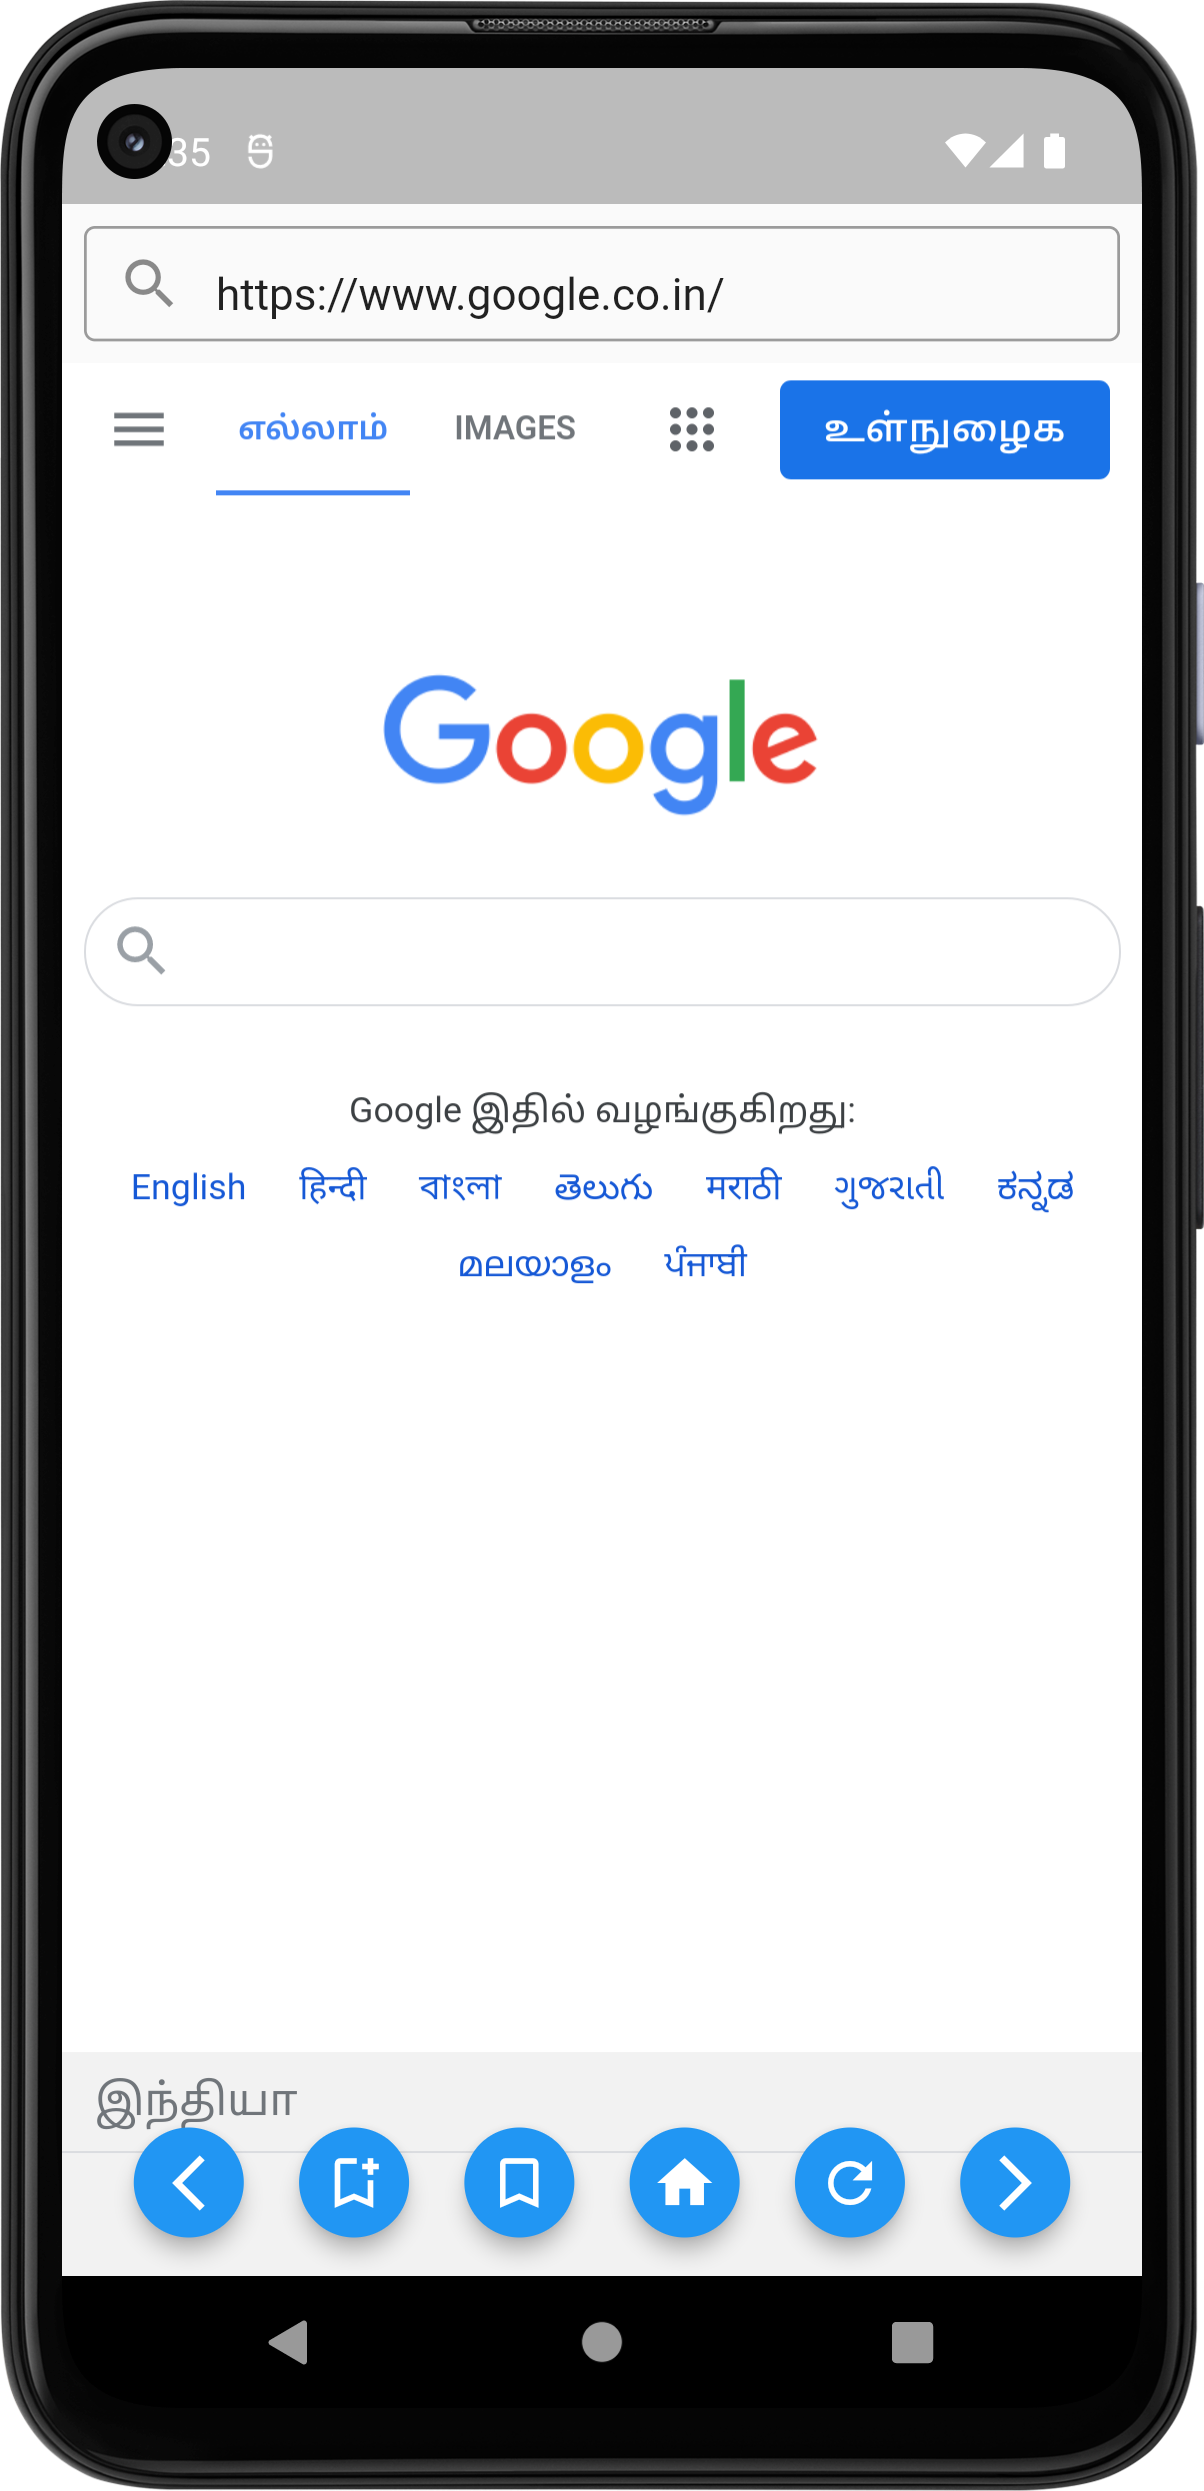 35
https://www.google.co.in/
எல்லாம் IMAGES உள்நுழைக
Google
Google இதில் வழங்குகிறது:
English हिन्दी বাংলা తెలుగు मराठी ગુજરાતી ಕನ್ನಡ
മലയാളം ਪੰਜਾਬੀ
இந்தியா